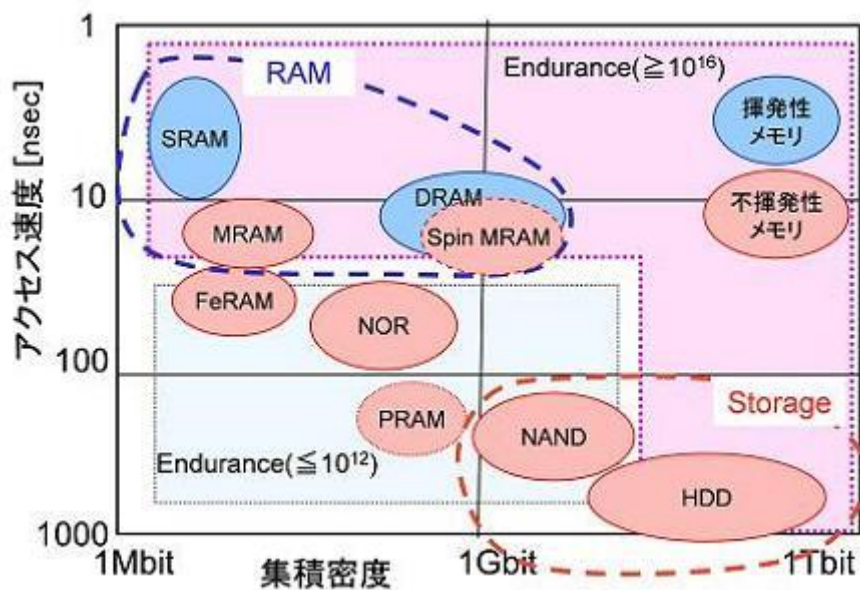 1
RAM
Endurance(≧10¹⁶)
SRAM
揮発性
メモリ
アクセス速度 [nsec]
10
DRAM
不揮発性
メモリ
MRAM
Spin MRAM
FeRAM
NOR
100
PRAM
Storage
NAND
Endurance(≦10¹²)
HDD
1000
1Mbit
集積密度
1Gbit
1Tbit